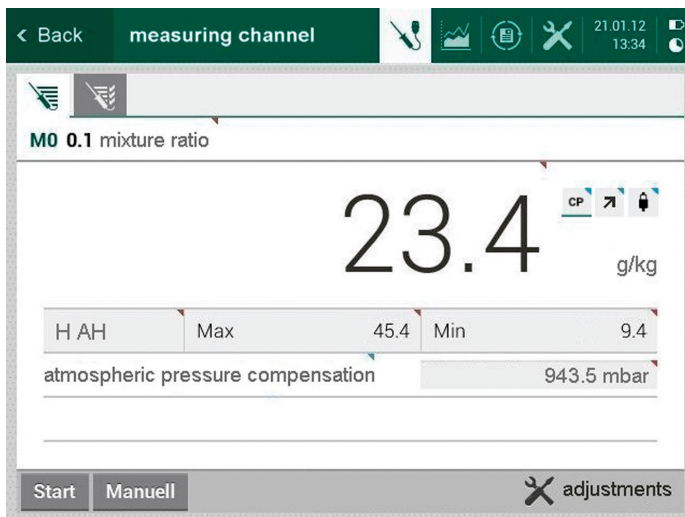 < Back measuring channel 21.01.12
13:34
M0 0.1 mixture ratio
23.4 CP
g/kg
H AH Max 45.4 Min 9.4
atmospheric pressure compensation 943.5 mbar
Start Manuell adjustments